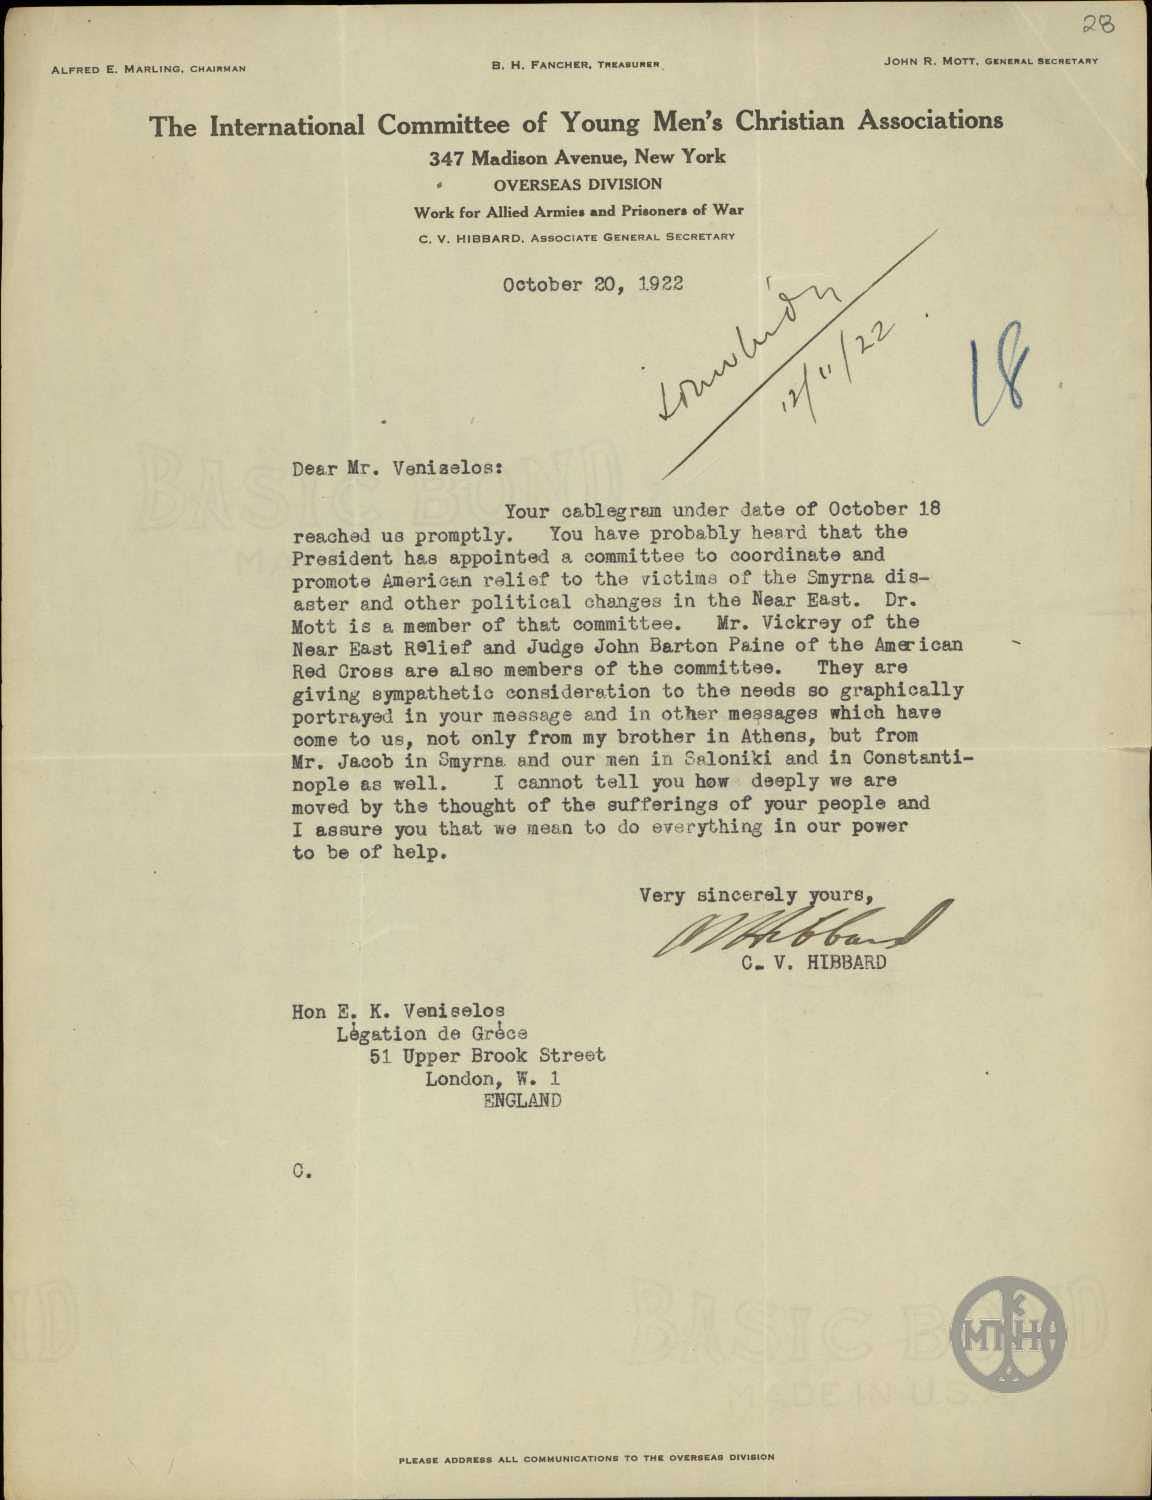 28
ALFRED E. MARLING, CHAIRMAN
B. H. FANCHER, TREASURER
JOHN R. MOTT, GENERAL SECRETARY
The International Committee of Young Men's Christian Associations
347 Madison Avenue, New York
OVERSEAS DIVISION
Work for Allied Armies and Prisoners of War
C. V. HIBBARD, ASSOCIATE GENERAL SECRETARY
October 20, 1922
12/11/22
18
Dear Mr. Veniselos:
Your cablegram under date of October 18
reached us promptly. You have probably heard that the
President has appointed a committee to coordinate and
promote American relief to the victims of the Smyrna dis-
aster and other political changes in the Near East. Dr.
Mott is a member of that committee. Mr. Vickrey of the
Near East Relief and Judge John Barton Paine of the American
Red Cross are also members of the committee. They are
giving sympathetic consideration to the needs so graphically
portrayed in your message and in other messages which have
come to us, not only from my brother in Athens, but from
Mr. Jacob in Smyrna and our men in Saloniki and in Constanti-
nople as well. I cannot tell you how deeply we are
moved by the thought of the sufferings of your people and
I assure you that we mean to do everything in our power
to be of help.
Very sincerely yours,
CV Hibbard
C. V. HIBBARD
Hon E. K. Veniselos
Légation de Grèce
51 Upper Brook Street
London, W. 1
ENGLAND
C.
BASIC BOND
MADE IN U.S.A.
PLEASE ADDRESS ALL COMMUNICATIONS TO THE OVERSEAS DIVISION